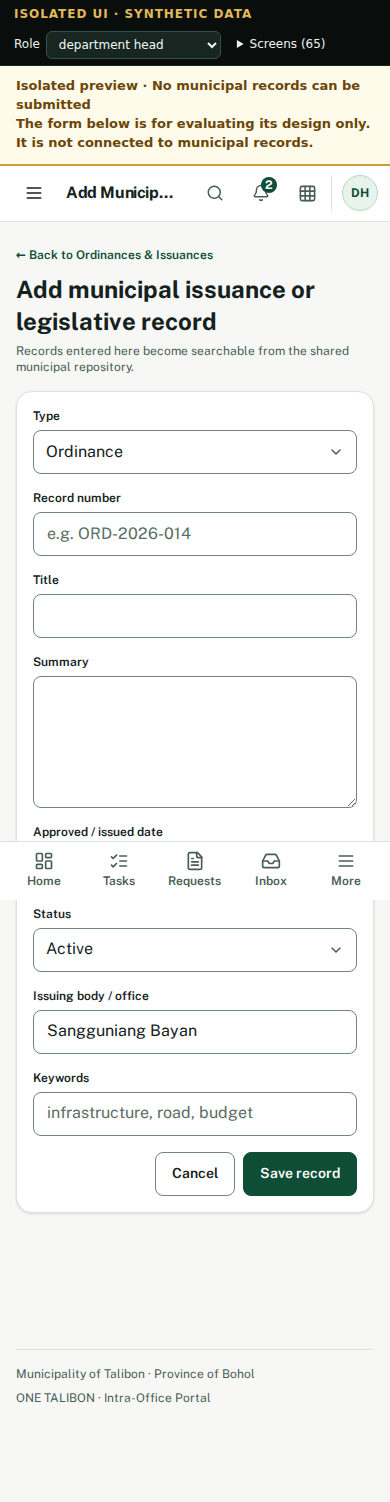 ISOLATED UI · SYNTHETIC DATA
Role department head ▶ Screens (65)
Isolated preview · No municipal records can be
submitted
The form below is for evaluating its design only.
It is not connected to municipal records.
Add Municip... 2 DH
← Back to Ordinances & Issuances
Add municipal issuance or
legislative record
Records entered here become searchable from the shared
municipal repository.
Type
Ordinance
Record number
e.g. ORD-2026-014
Title
Summary
Approved / issued date
Home Tasks Requests Inbox More
Status
Active
Issuing body / office
Sangguniang Bayan
Keywords
infrastructure, road, budget
Cancel Save record
Municipality of Talibon · Province of Bohol
ONE TALIBON · Intra-Office Portal